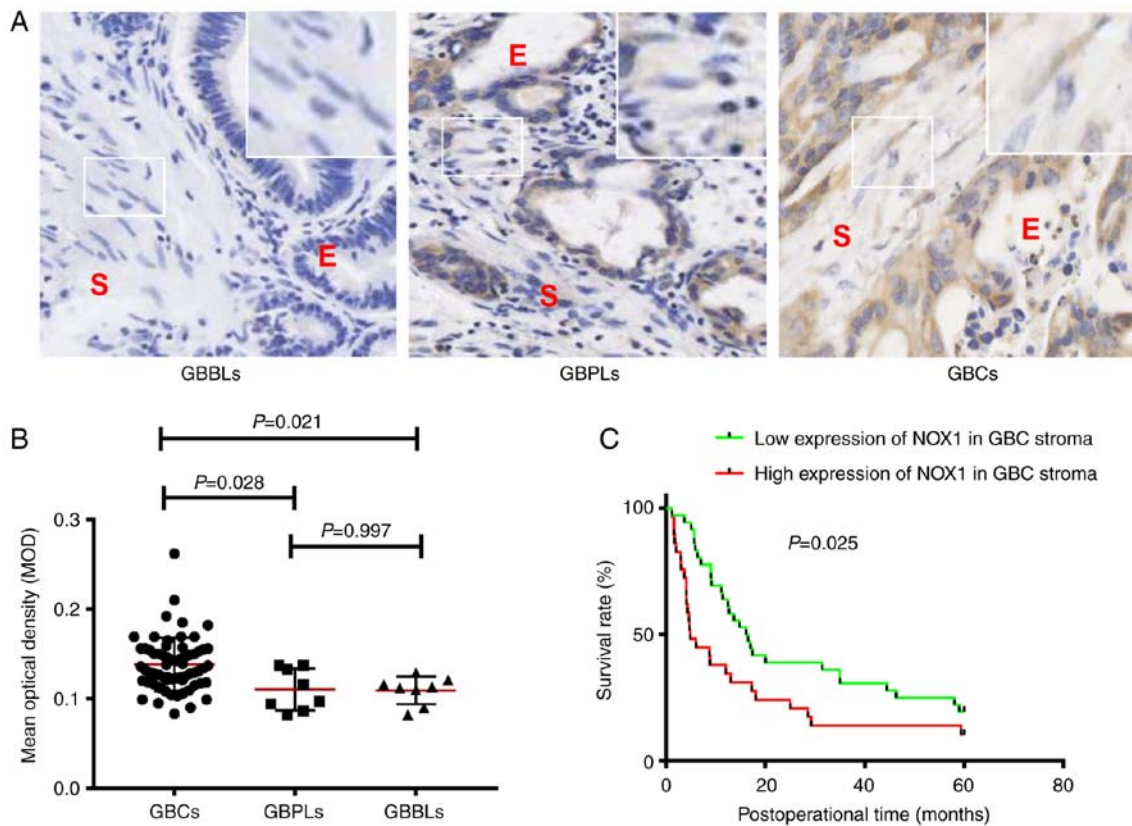 A
E
S
E
S
S
E
GBBLs
GBPLs
GBCs
B
P=0.021
P=0.028
P=0.997
Mean optical density (MOD)
0.3
0.2
0.1
0.0
GBCs
GBPLs
GBBLs
C
Low expression of NOX1 in GBC stroma
High expression of NOX1 in GBC stroma
P=0.025
Survival rate (%)
100
50
0
0
20
40
60
80
Postoperational time (months)